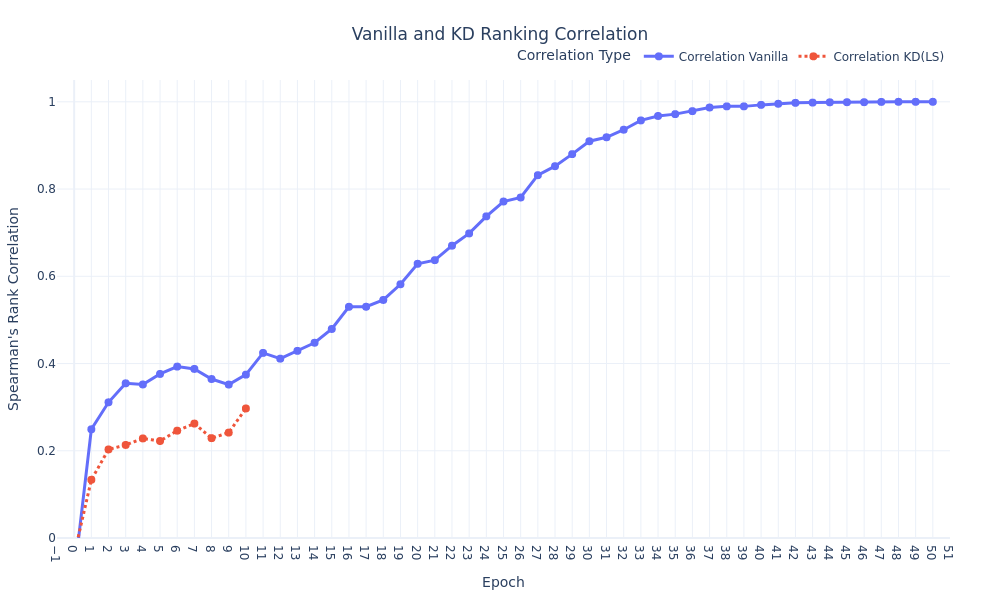 Vanilla and KD Ranking Correlation
Correlation Type Correlation Vanilla Correlation KD(LS)
Spearman's Rank Correlation
1
0.8
0.6
0.4
0.2
0
−1 0 1 2 3 4 5 6 7 8 9 10 11 12 13 14 15 16 17 18 19 20 21 22 23 24 25 26 27 28 29 30 31 32 33 34 35 36 37 38 39 40 41 42 43 44 45 46 47 48 49 50 51
Epoch